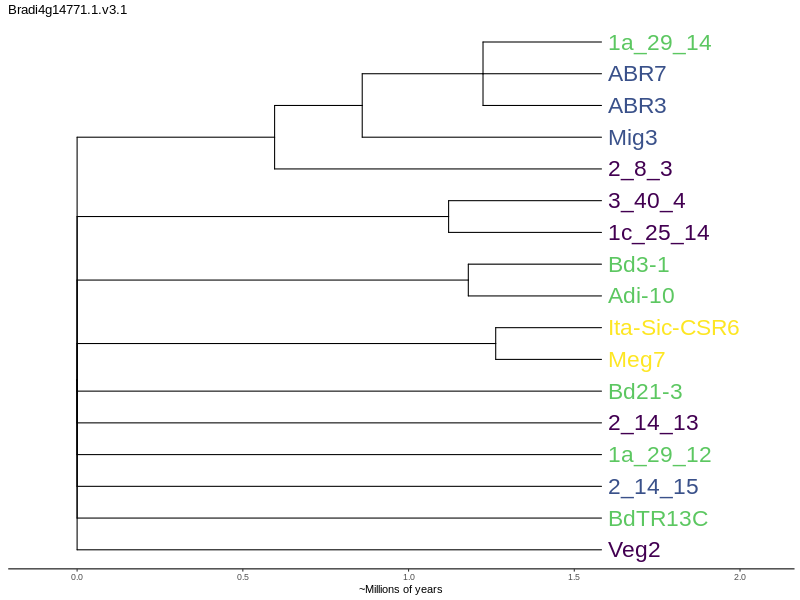 Bradi4g14771.1.v3.1
1a_29_14
ABR7
ABR3
Mig3
2_8_3
3_40_4
1c_25_14
Bd3-1
Adi-10
Ita-Sic-CSR6
Meg7
Bd21-3
2_14_13
1a_29_12
2_14_15
BdTR13C
Veg2
0.0 0.5 1.0 1.5 2.0
~Millions of years